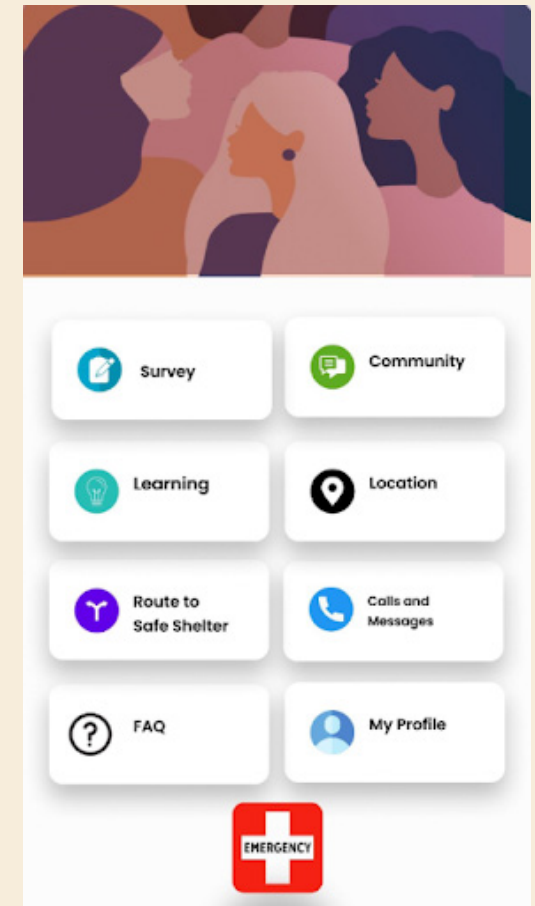 Survey
Community
Learning
Location
Route to
Safe Shelter
Calls and
Messages
FAQ
?
My Profile
EMERGENCY